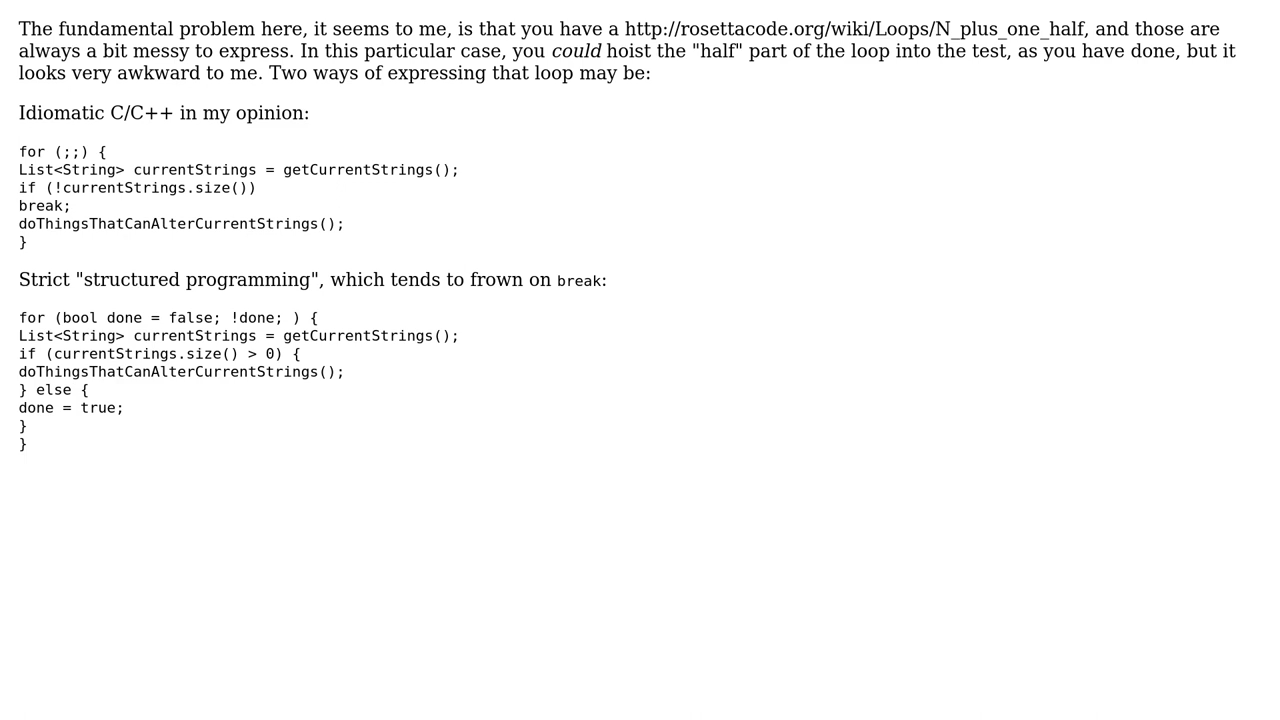 The fundamental problem here, it seems to me, is that you have a http://rosettacode.org/wiki/Loops/N_plus_one_half, and those are
always a bit messy to express. In this particular case, you could hoist the "half" part of the loop into the test, as you have done, but it
looks very awkward to me. Two ways of expressing that loop may be:
Idiomatic C/C++ in my opinion:
for (;;) {
List<String> currentStrings = getCurrentStrings();
if (!currentStrings.size())
break;
doThingsThatCanAlterCurrentStrings();
}
Strict "structured programming", which tends to frown on break:
for (bool done = false; !done; ) {
List<String> currentStrings = getCurrentStrings();
if (currentStrings.size() > 0) {
doThingsThatCanAlterCurrentStrings();
} else {
done = true;
}
}